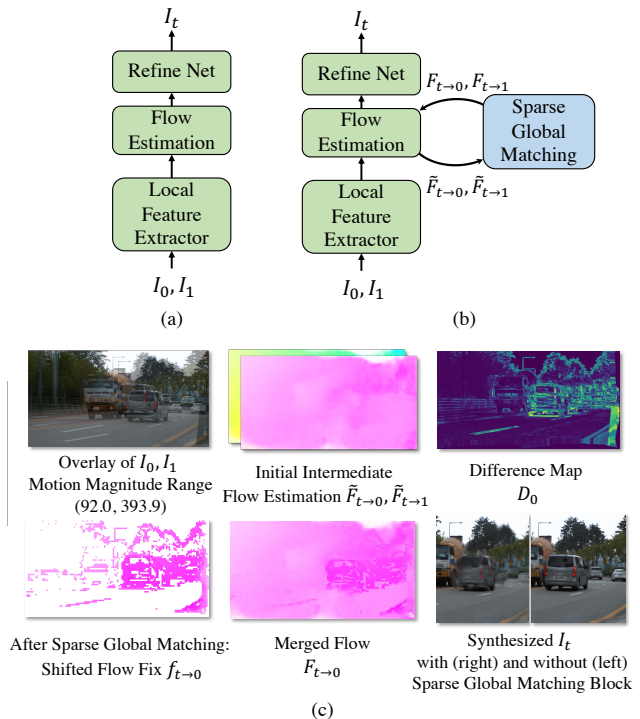 I_t
Refine Net
Flow
Estimation
Local
Feature
Extractor
I_0, I_1
(a)
I_t
Refine Net
Flow
Estimation
Local
Feature
Extractor
I_0, I_1
F_{t→0}, F_{t→1}
Sparse
Global
Matching
F̃_{t→0}, F̃_{t→1}
(b)
Overlay of I_0, I_1
Motion Magnitude Range
(92.0, 393.9)
Initial Intermediate
Flow Estimation F̃_{t→0}, F̃_{t→1}
Difference Map
D_0
After Sparse Global Matching:
Shifted Flow Fix f_{t→0}
Merged Flow
F_{t→0}
Synthesized I_t
with (right) and without (left)
Sparse Global Matching Block
(c)